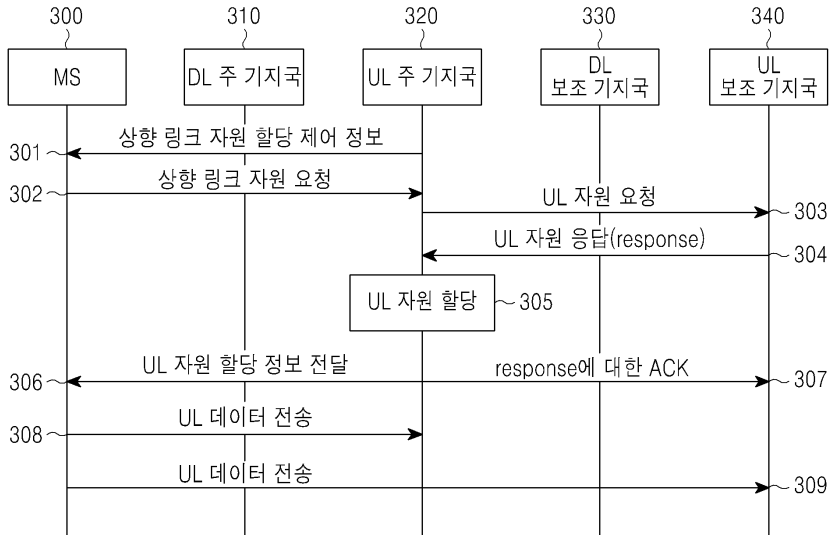 300 310 320 330 340
MS DL 주 기지국 UL 주 기지국 DL 보조 기지국 UL 보조 기지국
상향 링크 자원 할당 제어 정보
301
상향 링크 자원 요청
302
UL 자원 요청
303
UL 자원 응답(response)
304
UL 자원 할당
305
UL 자원 할당 정보 전달
response에 대한 ACK
306
307
UL 데이터 전송
308
UL 데이터 전송
309